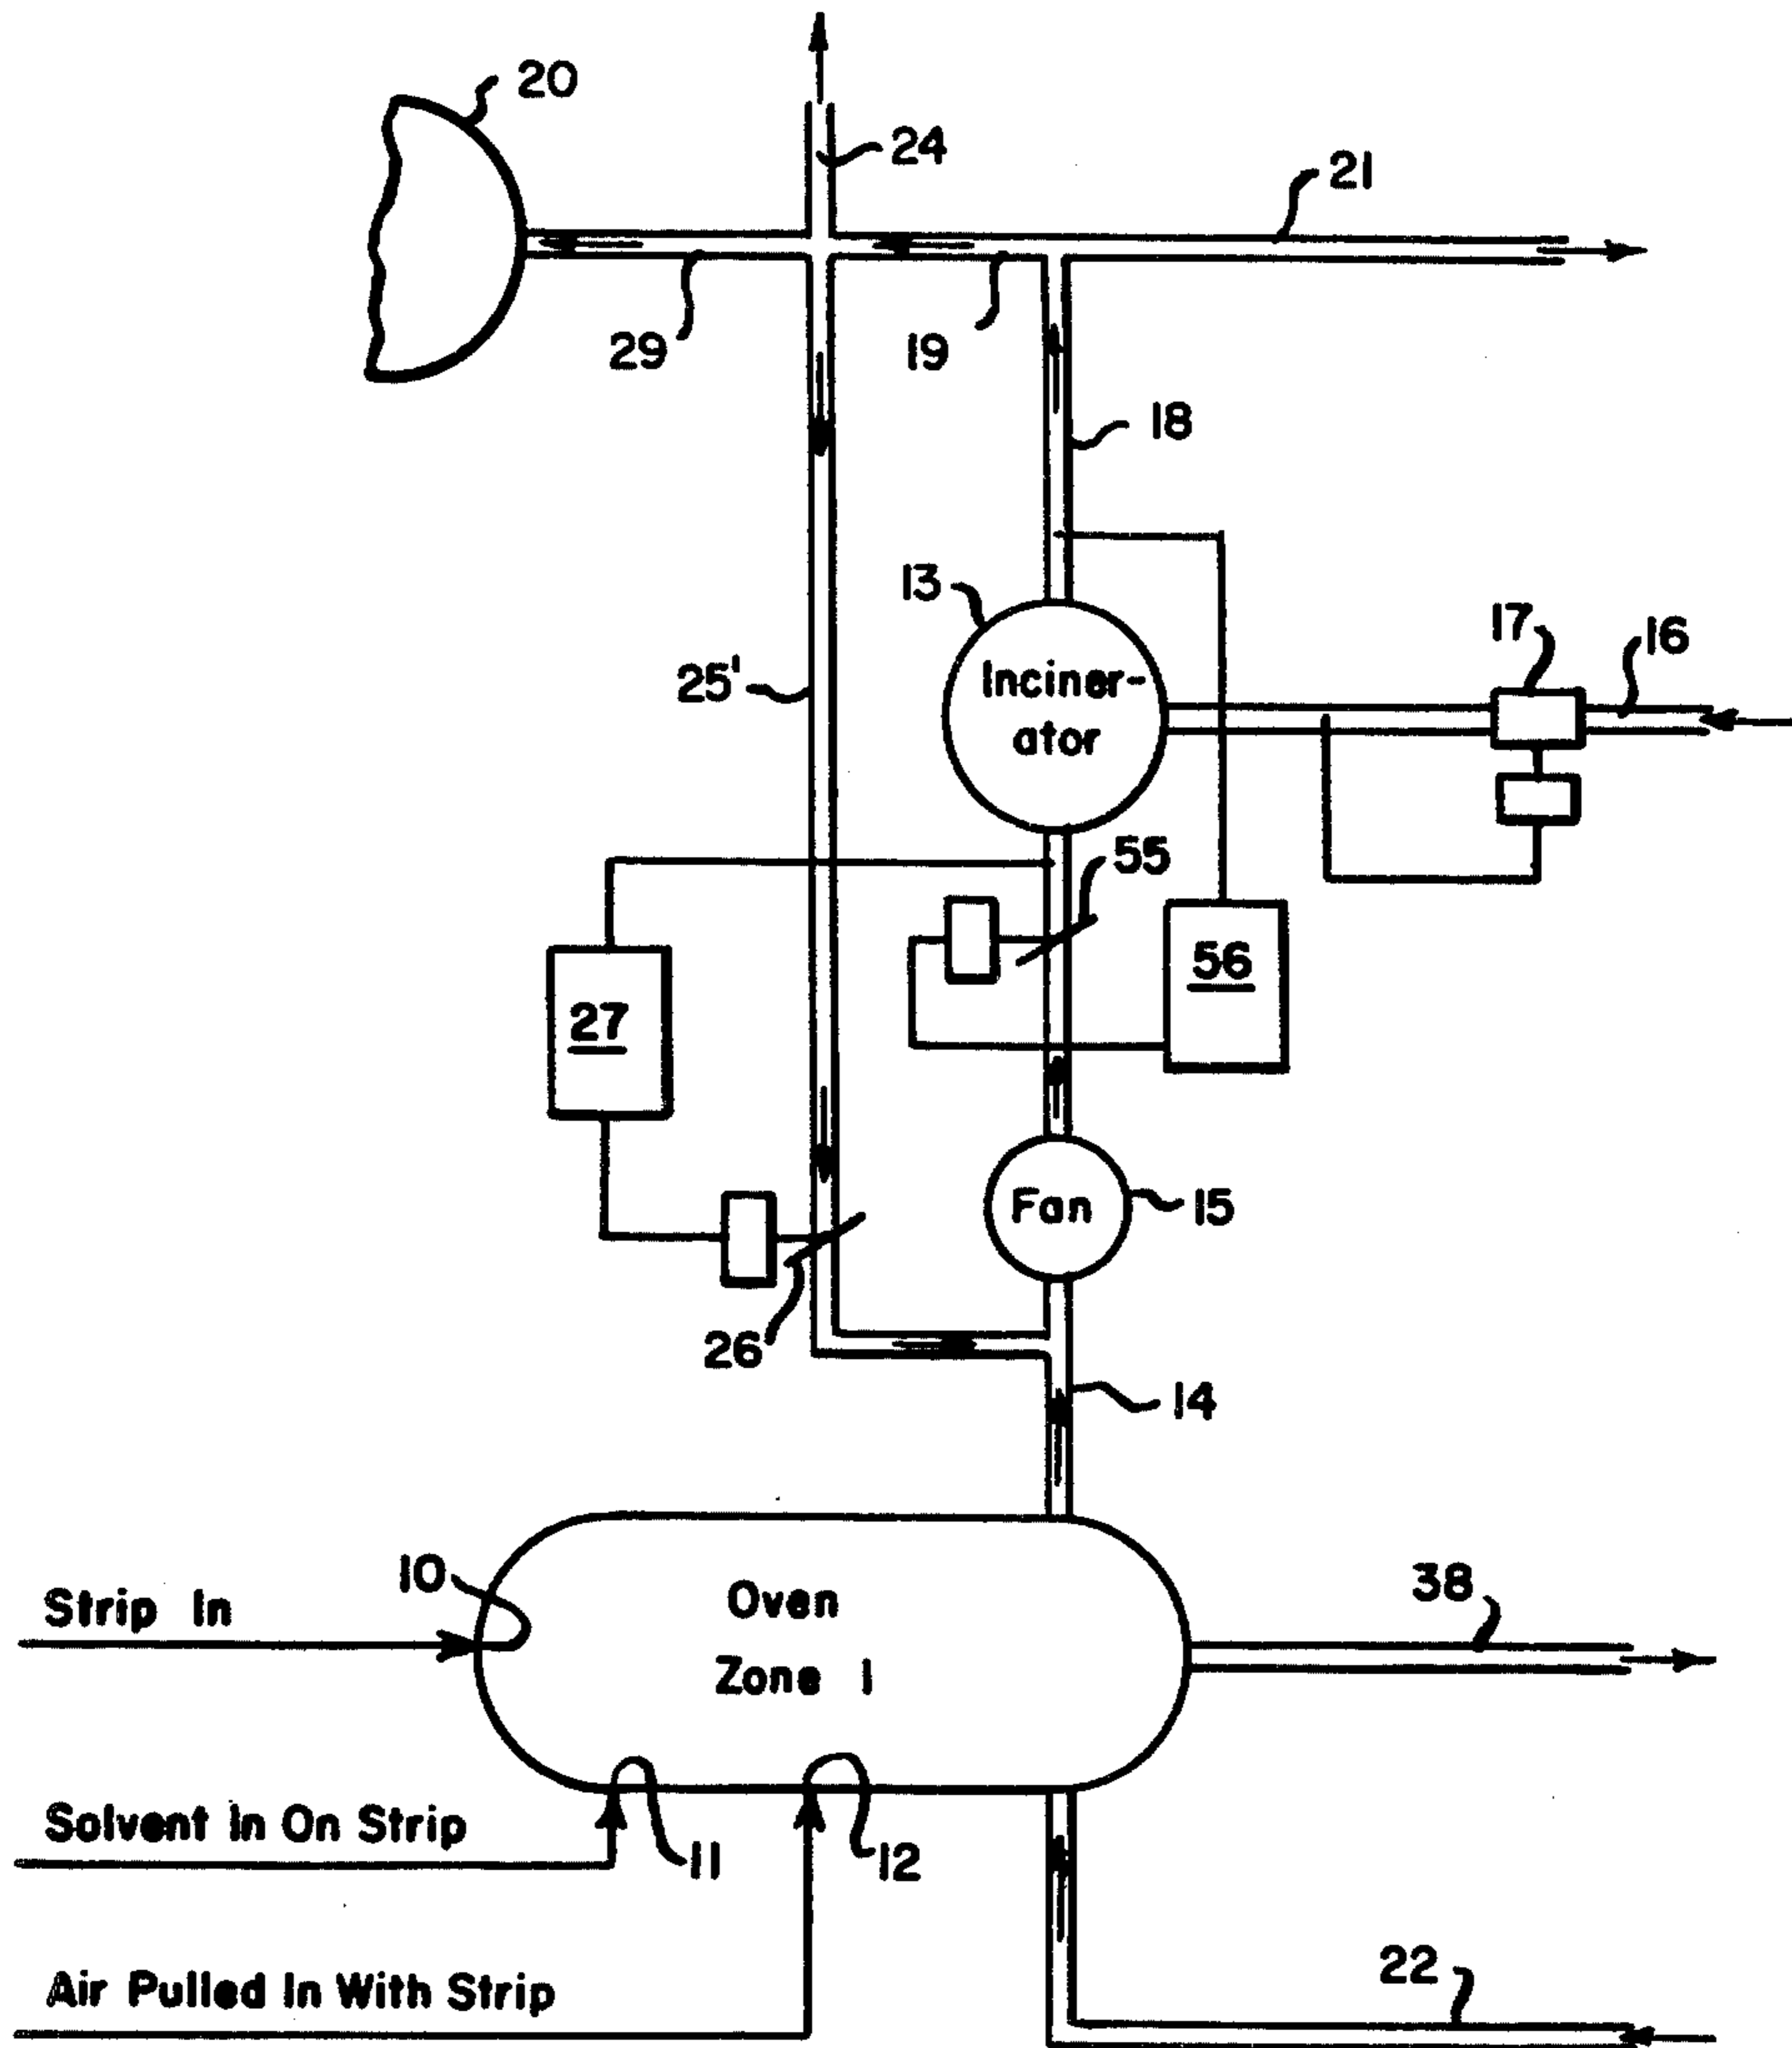 20
24
21
29
19
18
13
Inciner-
ator
17
16
25'
55
56
27
Fan
15
26
14
10
Strip In
Oven
Zone 1
38
Solvent In On Strip
11
12
22
Air Pulled In With Strip